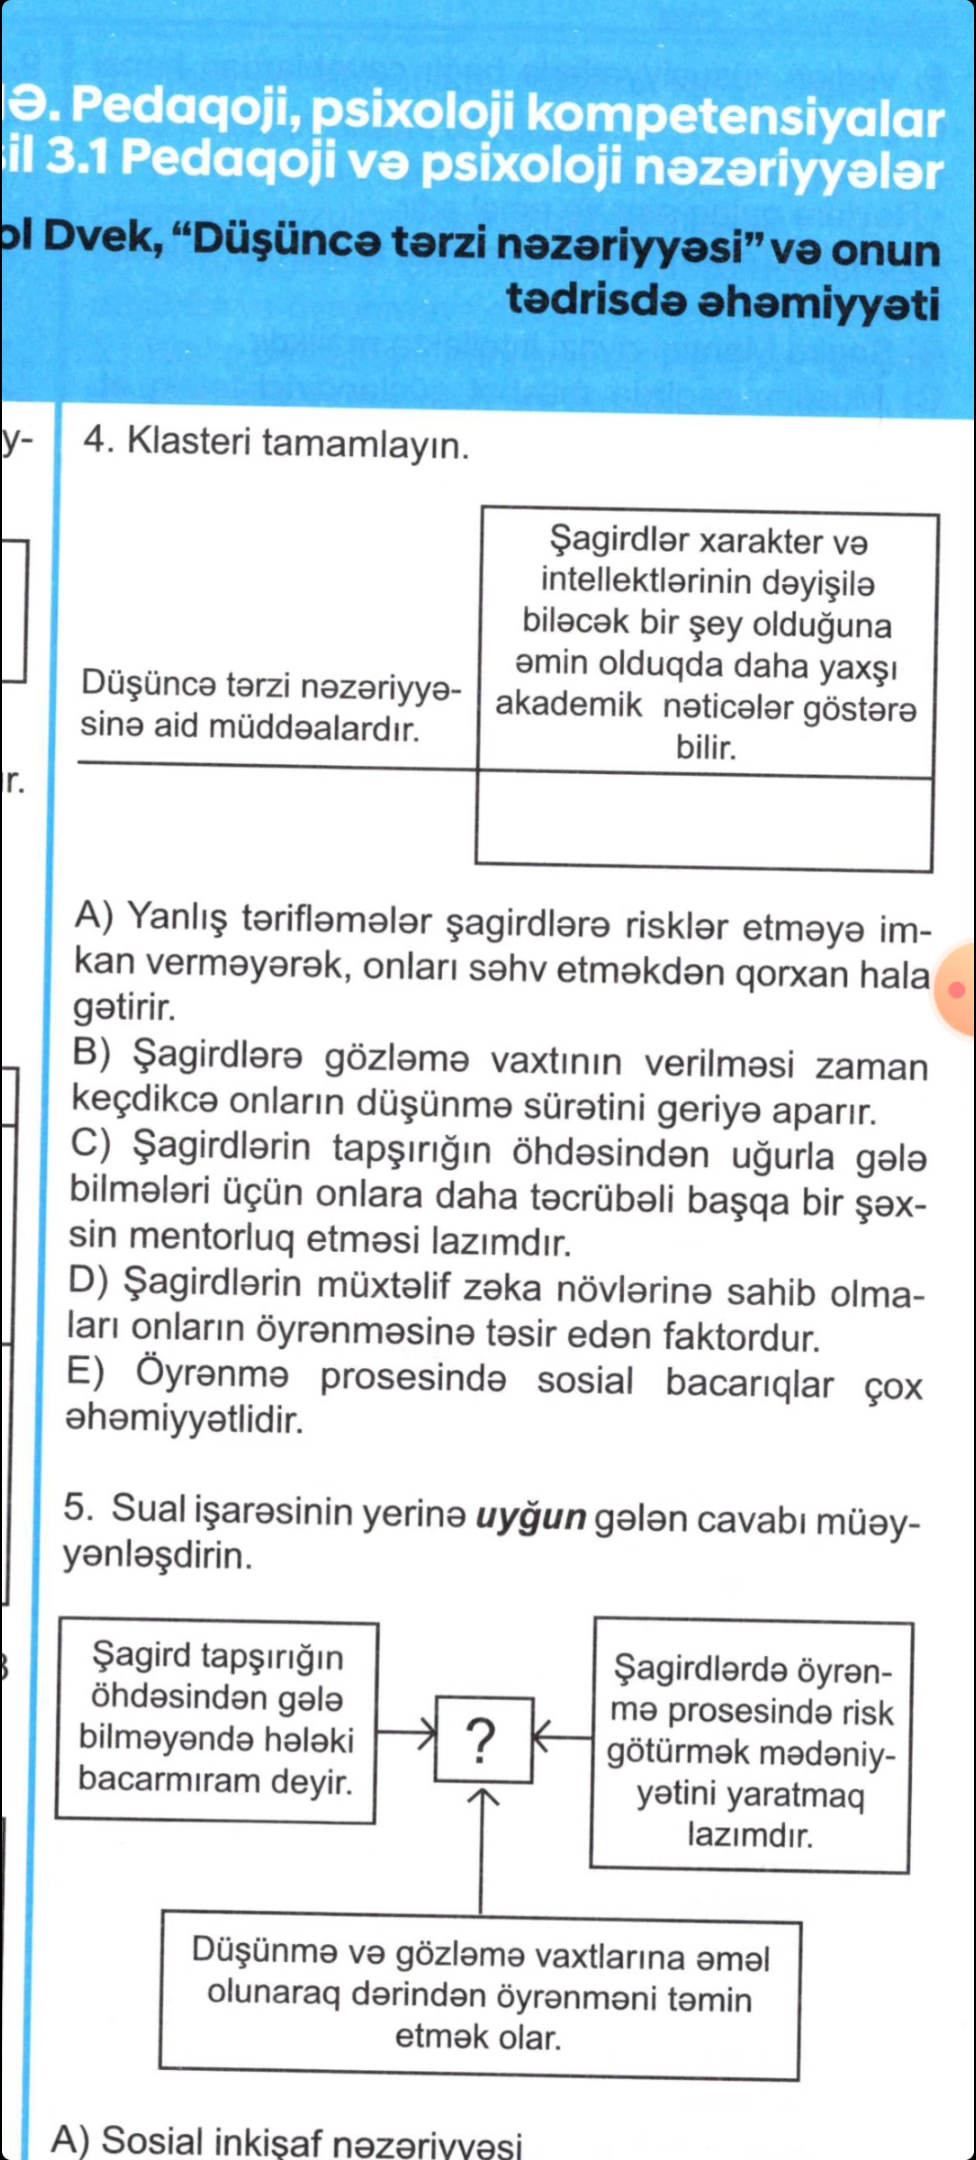 Ə. Pedaqoji, psixoloji kompetensiyalar
il 3.1 Pedaqoji və psixoloji nəzəriyyələr
ol Dvek, “Düşüncə tərzi nəzəriyyəsi” və onun
tədrisdə əhəmiyyəti
y-
4. Klasteri tamamlayın.
Şagirdlər xarakter və
intellektlərinin dəyişilə
biləcək bir şey olduğuna
əmin olduqda daha yaxşı
akademik nəticələr göstərə
bilir.
Düşüncə tərzi nəzəriyyə-
sinə aid müddəalardır.
r.
A) Yanlış tərifləmələr şagirdlərə risklər etməyə im-
kan verməyərək, onları səhv etməkdən qorxan hala
gətirir.
B) Şagirdlərə gözləmə vaxtının verilməsi zaman
keçdikcə onların düşünmə sürətini geriyə aparır.
C) Şagirdlərin tapşırığın öhdəsindən uğurla gələ
bilmələri üçün onlara daha təcrübəli başqa bir şəx-
sin mentorluq etməsi lazımdır.
D) Şagirdlərin müxtəlif zəka növlərinə sahib olma-
ları onların öyrənməsinə təsir edən faktordur.
E) Öyrənmə prosesində sosial bacarıqlar çox
əhəmiyyətlidir.
5. Sual işarəsinin yerinə uyğun gələn cavabı müəy-
yənləşdirin.
Şagird tapşırığın
öhdəsindən gələ
bilməyəndə hələki
bacarmıram deyir.
?
Şagirdlərdə öyrən-
mə prosesində risk
götürmək mədəniy-
yətini yaratmaq
lazımdır.
Düşünmə və gözləmə vaxtlarına əməl
olunaraq dərindən öyrənməni təmin
etmək olar.
A) Sosial inkişaf nəzəriyyəsi